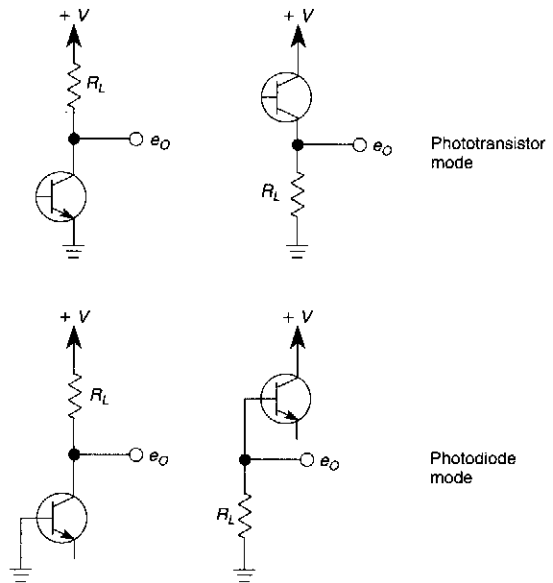 + V
+ V
R_L
e_O
e_O
Phototransistor
mode
R_L
+ V
+ V
R_L
e_O
e_O
Photodiode
mode
R_L